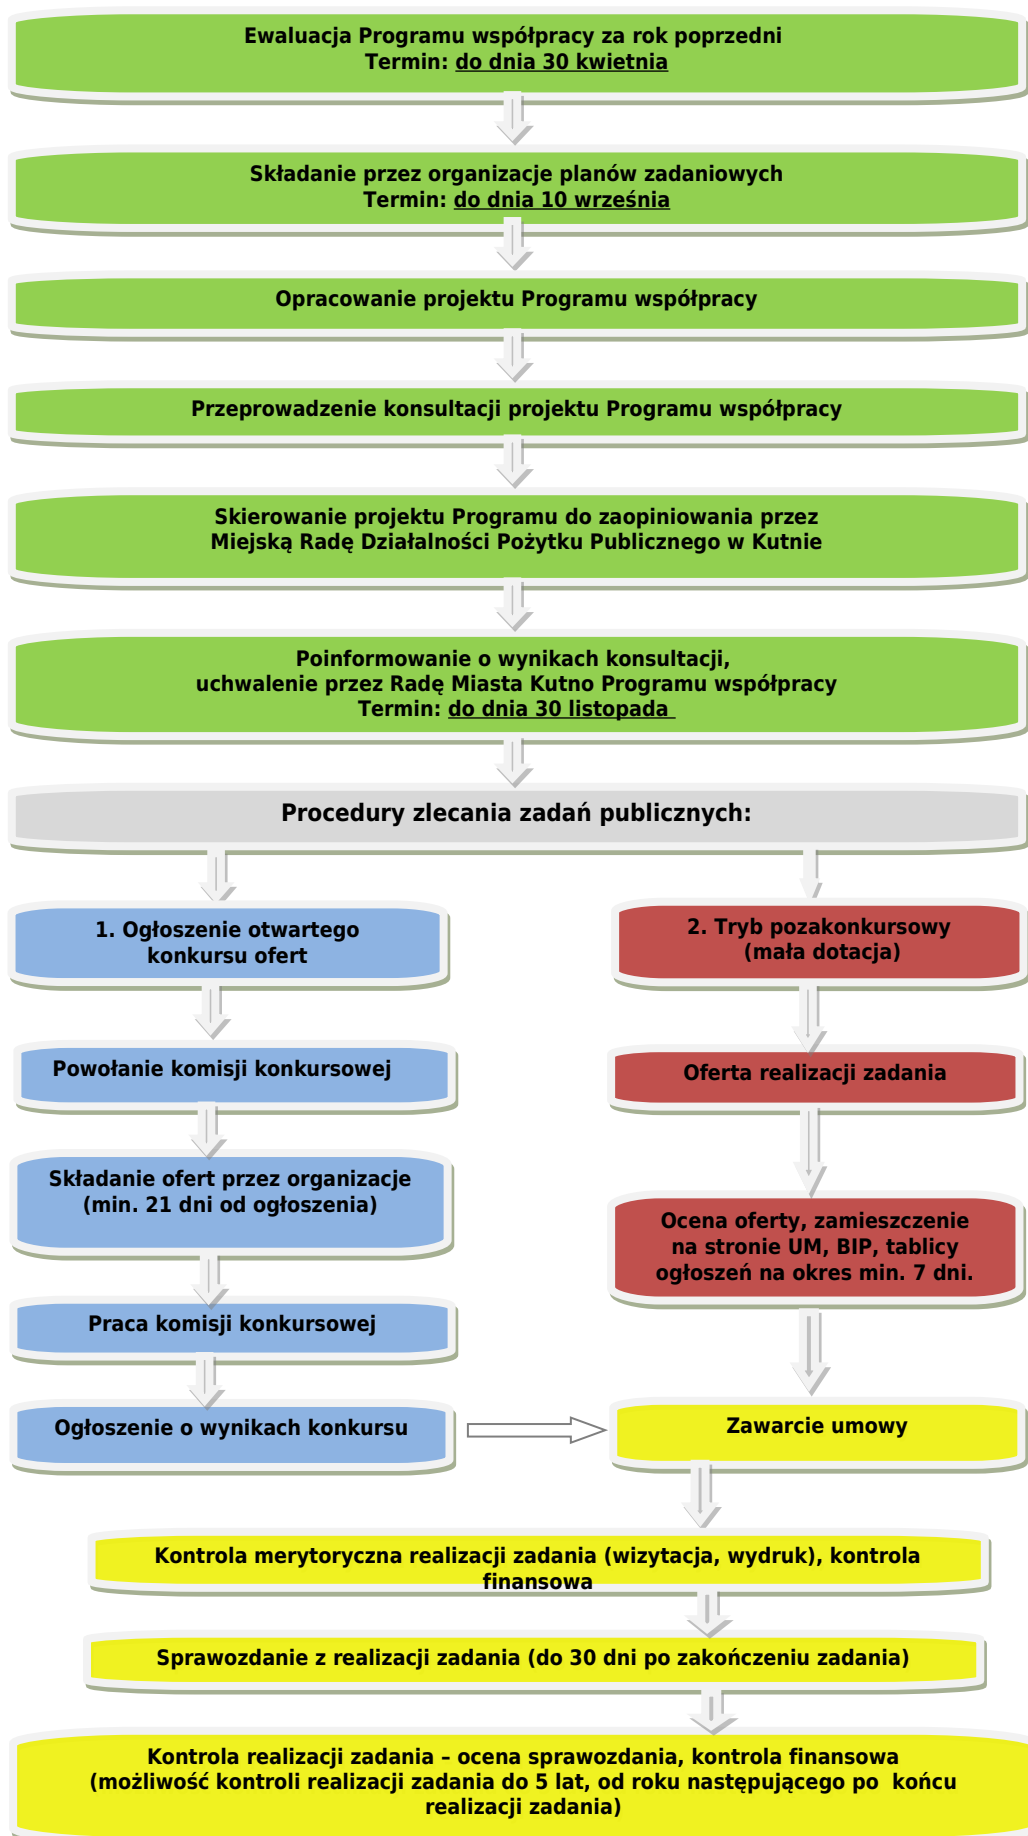 Ewaluacja Programu współpracy za rok poprzedni
Termin: do dnia 30 kwietnia
Składanie przez organizacje planów zadaniowych
Termin: do dnia 10 września
Opracowanie projektu Programu współpracy
Przeprowadzenie konsultacji projektu Programu współpracy
Skierowanie projektu Programu do zaopiniowania przez
Miejską Radę Działalności Pożytku Publicznego w Kutnie
Poinformowanie o wynikach konsultacji,
uchwalenie przez Radę Miasta Kutno Programu współpracy
Termin: do dnia 30 listopada
Procedury zlecania zadań publicznych:
1. Ogłoszenie otwartego
konkursu ofert
Powołanie komisji konkursowej
Składanie ofert przez organizacje
(min. 21 dni od ogłoszenia)
Praca komisji konkursowej
Ogłoszenie o wynikach konkursu
2. Tryb pozakonkursowy
(mała dotacja)
Oferta realizacji zadania
Ocena oferty, zamieszczenie
na stronie UM, BIP, tablicy
ogłoszeń na okres min. 7 dni.
Zawarcie umowy
Kontrola merytoryczna realizacji zadania (wizytacja, wydruk), kontrola
finansowa
Sprawozdanie z realizacji zadania (do 30 dni po zakończeniu zadania)
Kontrola realizacji zadania – ocena sprawozdania, kontrola finansowa
(możliwość kontroli realizacji zadania do 5 lat, od roku następującego po  końcu
realizacji zadania)